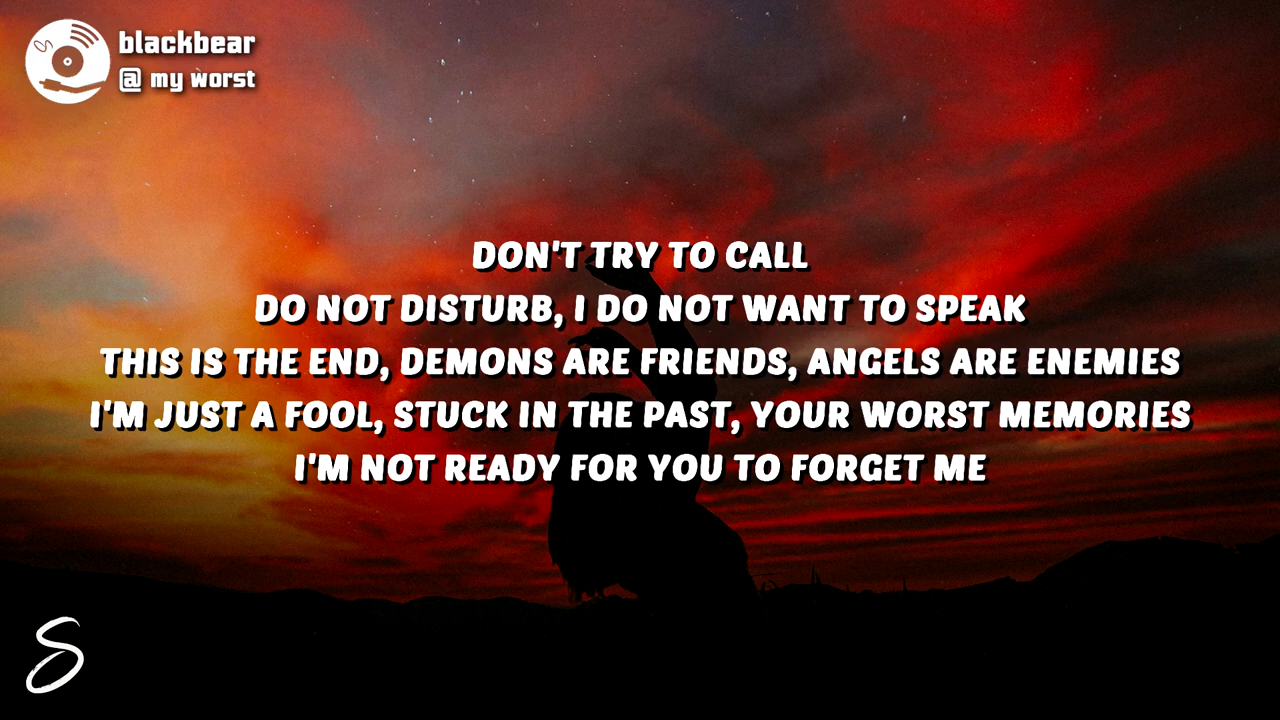 blackbear
@ my worst
DON'T TRY TO CALL
DO NOT DISTURB, I DO NOT WANT TO SPEAK
THIS IS THE END, DEMONS ARE FRIENDS, ANGELS ARE ENEMIES
I'M JUST A FOOL, STUCK IN THE PAST, YOUR WORST MEMORIES
I'M NOT READY FOR YOU TO FORGET ME
S